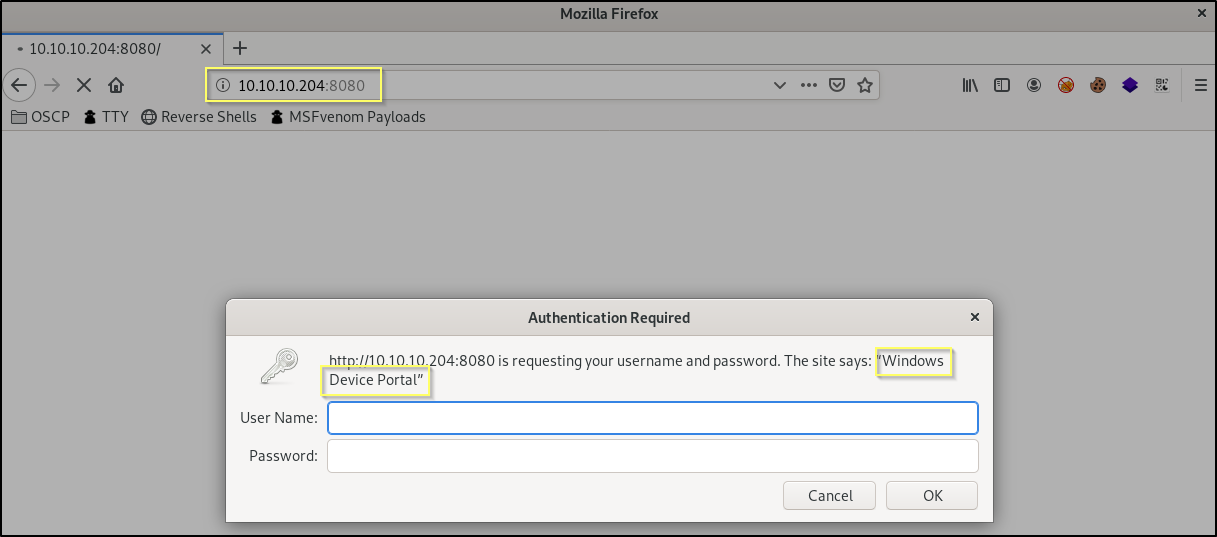 Mozilla Firefox
10.10.10.204:8080/
10.10.10.204:8080
OSCP TTY Reverse Shells MSFvenom Payloads
Authentication Required
http://10.10.10.204:8080 is requesting your username and password. The site says: “Windows
Device Portal”
User Name:
Password:
Cancel OK